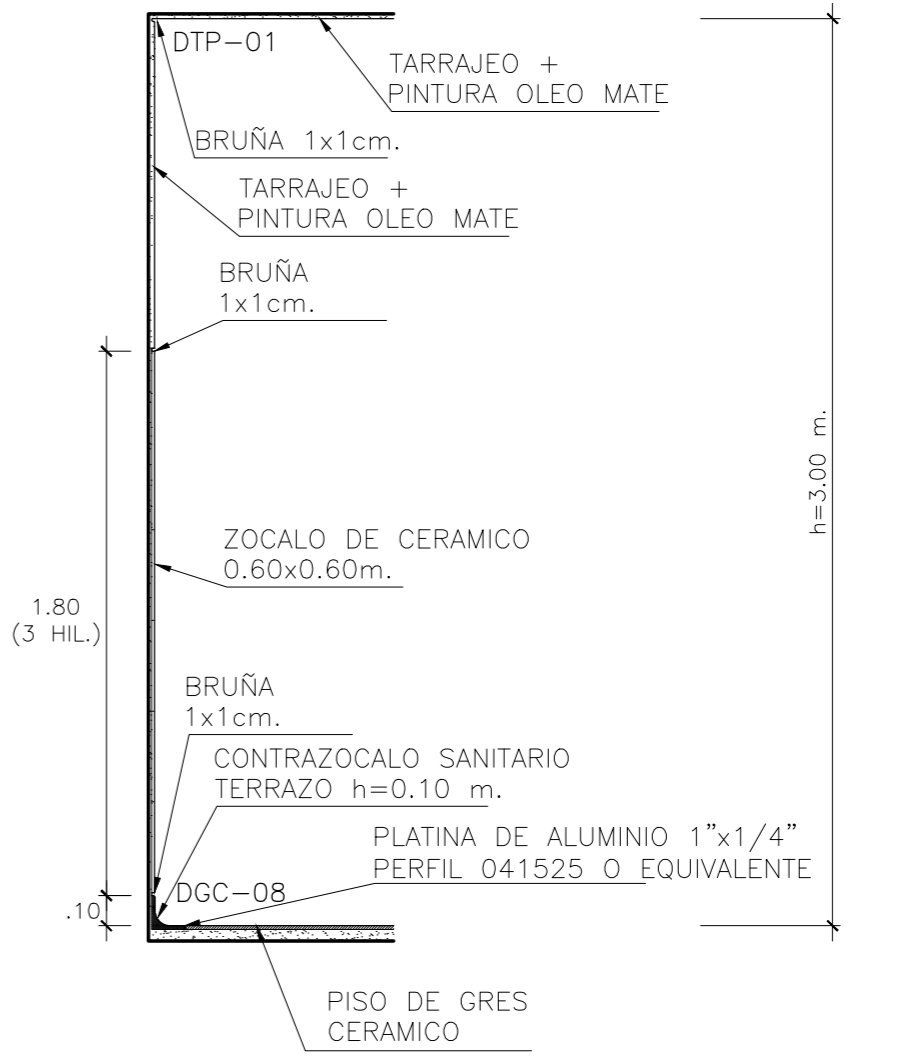 DTP-01
TARRAJEO +
PINTURA OLEO MATE
BRUÑA 1x1cm.
TARRAJEO +
PINTURA OLEO MATE
BRUÑA
1x1cm.
h=3.00 m.
ZOCALO DE CERAMICO
0.60x0.60m.
1.80
(3 HIL.)
BRUÑA
1x1cm.
CONTRAZOCALO SANITARIO
TERRAZO h=0.10 m.
PLATINA DE ALUMINIO 1”x1/4”
PERFIL 041525 O EQUIVALENTE
DGC-08
.10
PISO DE GRES
CERAMICO